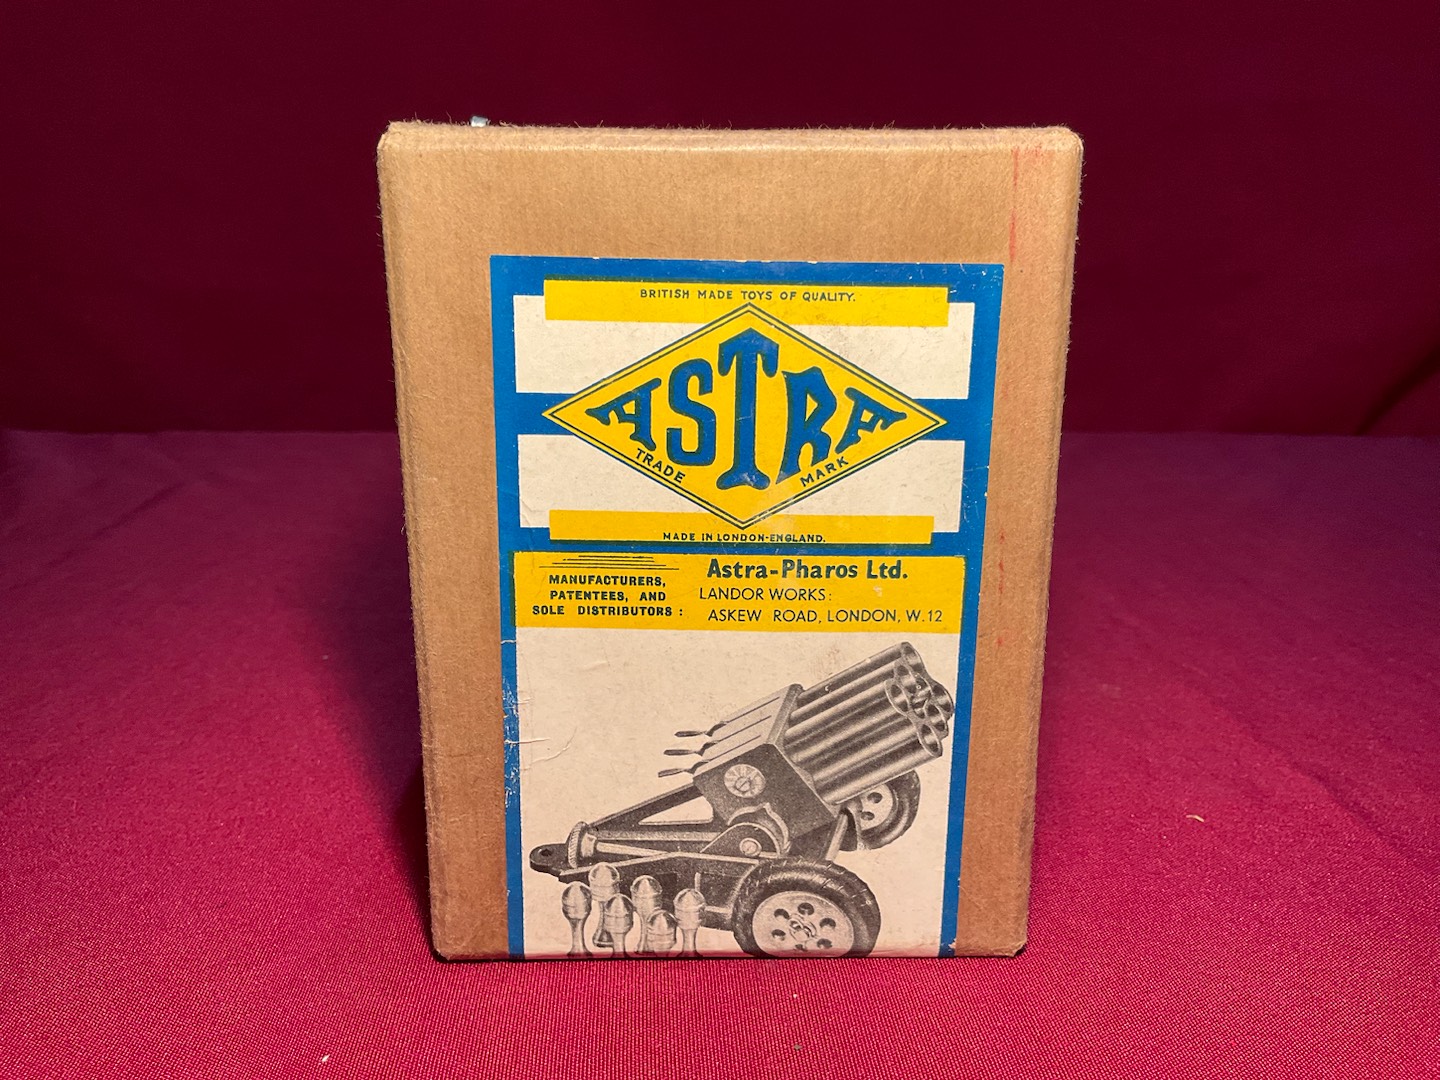 BRITISH MADE TOYS OF QUALITY.
ASTRA
TRADE MARK
MADE IN LONDON-ENGLAND.
MANUFACTURERS,
PATENTEES, AND
SOLE DISTRIBUTORS :
Astra-Pharos Ltd.
LANDOR WORKS:
ASKEW ROAD, LONDON, W.12